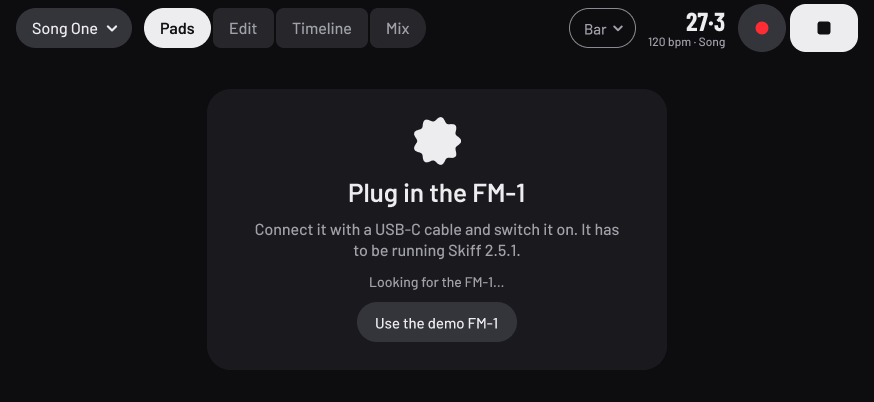 Song One
Pads
Edit
Timeline
Mix
Bar
27·3
120 bpm · Song
Plug in the FM-1
Connect it with a USB-C cable and switch it on. It has
to be running Skiff 2.5.1.
Looking for the FM-1...
Use the demo FM-1